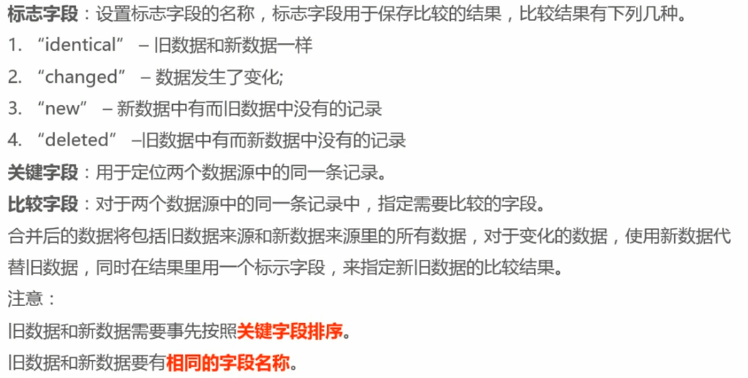 标志字段：设置标志字段的名称，标志字段用于保存比较的结果，比较结果有下列几种。
1. “identical” – 旧数据和新数据一样
2. “changed” – 数据发生了变化;
3. “new” – 新数据中有而旧数据中没有的记录
4. “deleted” –旧数据中有而新数据中没有的记录
关键字段：用于定位两个数据源中的同一条记录。
比较字段：对于两个数据源中的同一条记录中，指定需要比较的字段。
合并后的数据将包括旧数据来源和新数据来源里的所有数据，对于变化的数据，使用新数据代
替旧数据，同时在结果里用一个标示字段，来指定新旧数据的比较结果。
注意：
旧数据和新数据需要事先按照关键字段排序。
旧数据和新数据要有相同的字段名称。